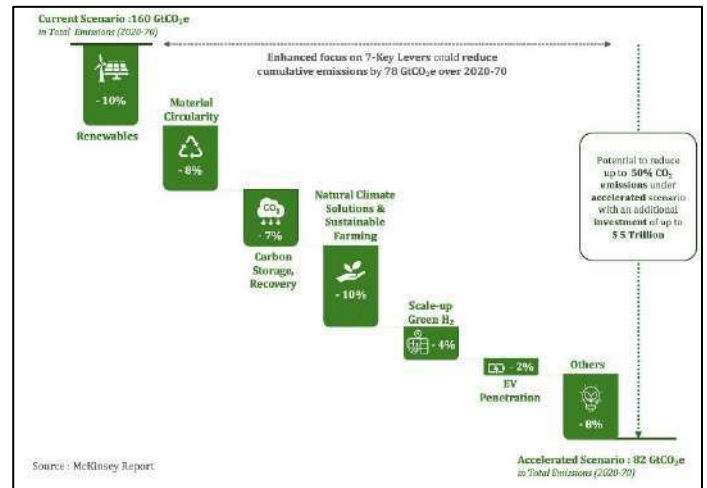 Current Scenario :160 GtCO₂e
in Total Emissions (2020-70)
Enhanced focus on 7-Key Levers could reduce
cumulative emissions by 78 GtCO₂e over 2020-70
- 10%
Renewables
Material
Circularity
- 8%
CO₂
- 7%
Carbon
Storage,
Recovery
Natural Climate
Solutions &
Sustainable
Farming
- 10%
Scale-up
Green H₂
- 4%
- 2%
EV
Penetration
Others
- 8%
Potential to reduce
up to 50% CO₂
emissions under
accelerated scenario
with an additional
investment of up to
$ 5 Trillion
Source : McKinsey Report
Accelerated Scenario : 82 GtCO₂e
in Total Emissions (2020-70)